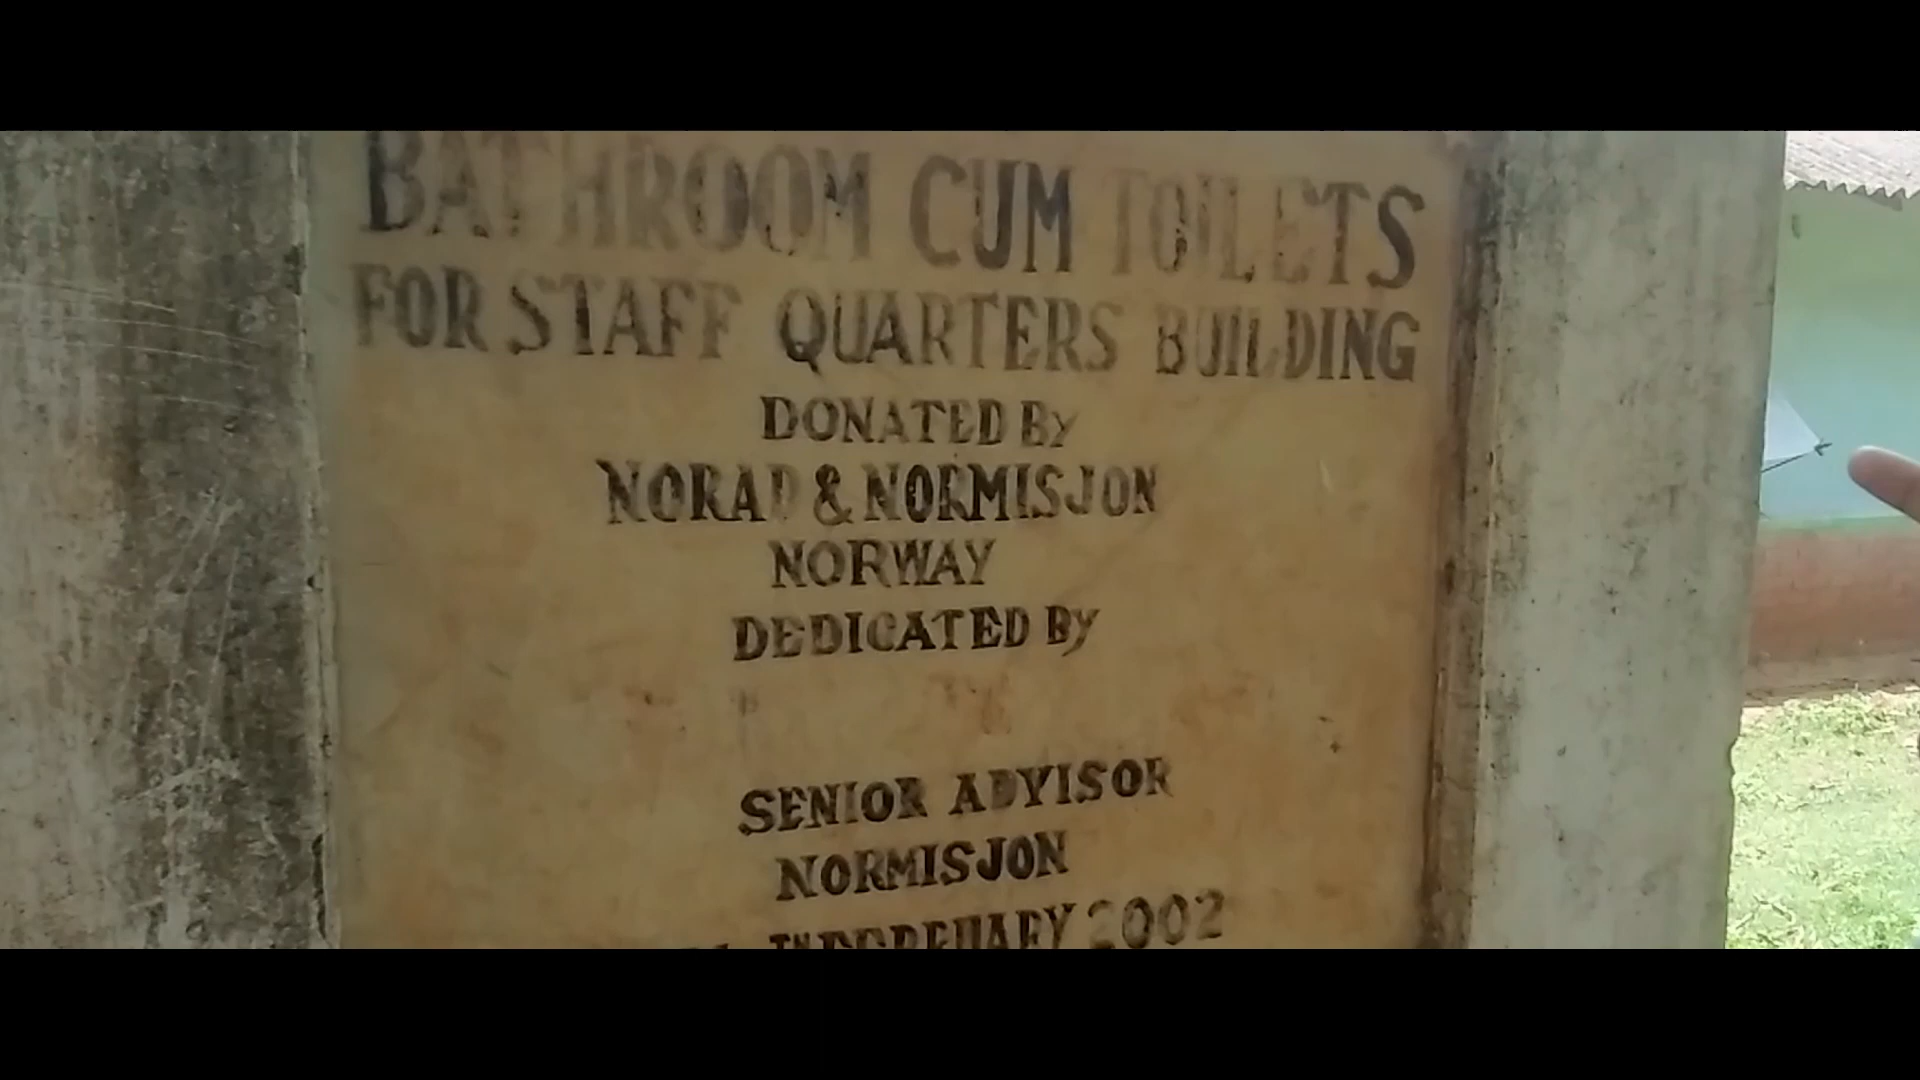 BATHROOM CUM TOILETS
FOR STAFF QUARTERS BUILDING
DONATED BY
NORAD & NORMISJON
NORWAY
DEDICATED BY
SENIOR ADVISOR
NORMISJON
FEBRUARY 2002